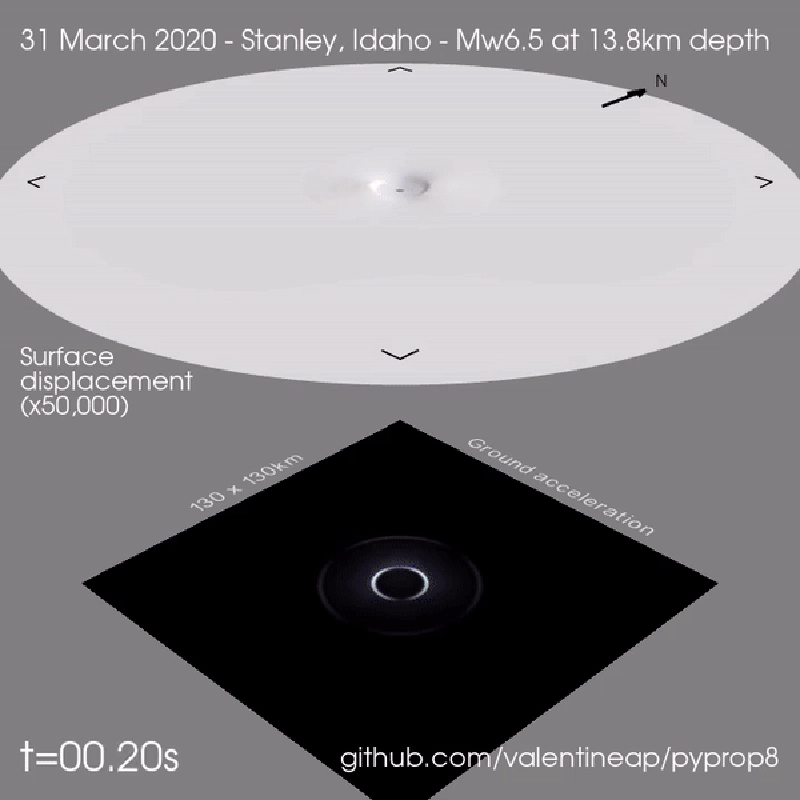 31 March 2020 - Stanley, Idaho - Mw6.5 at 13.8km depth
N
Surface
displacement
(x50,000)
130 x 130km
Ground acceleration
t=00.20s
github.com/valentineap/pyprop8